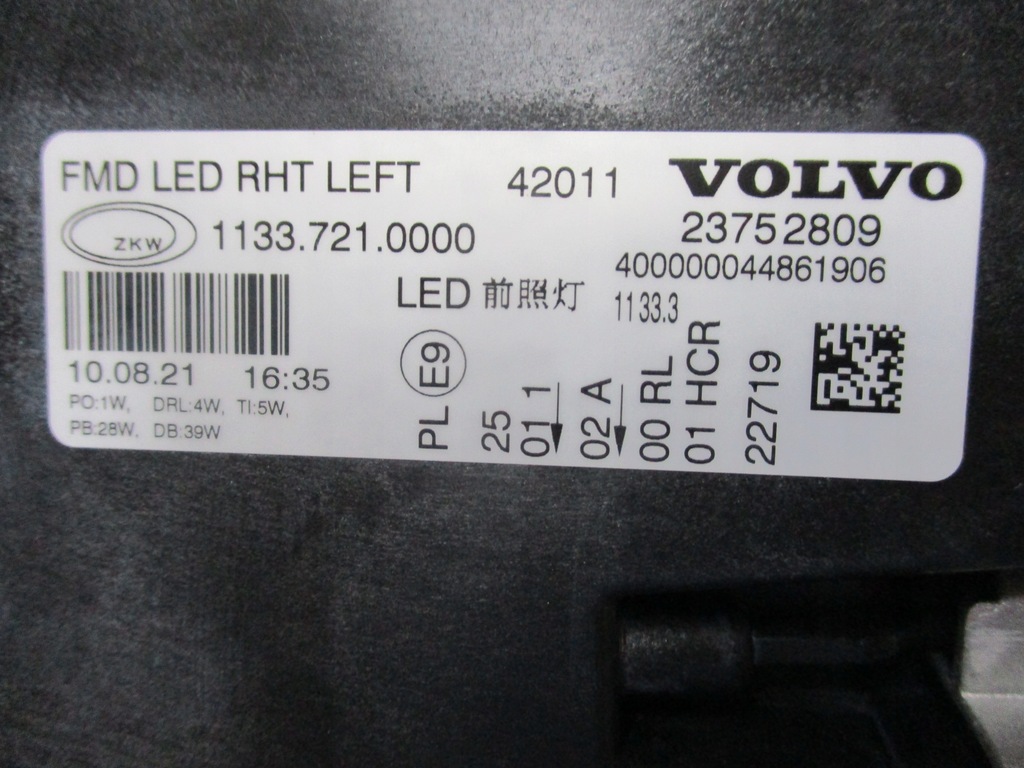 FMD LED RHT LEFT 42011 VOLVO
ZKW 1133.721.0000 23752809
400000044861906
LED 前照灯 11 33.3
10.08.21 16:35
PO:1W, DRL:4W, TI:5W,
PB:28W, DB:39W
PL E9
25
01 1
02 A
00 RL
01 HCR
22719